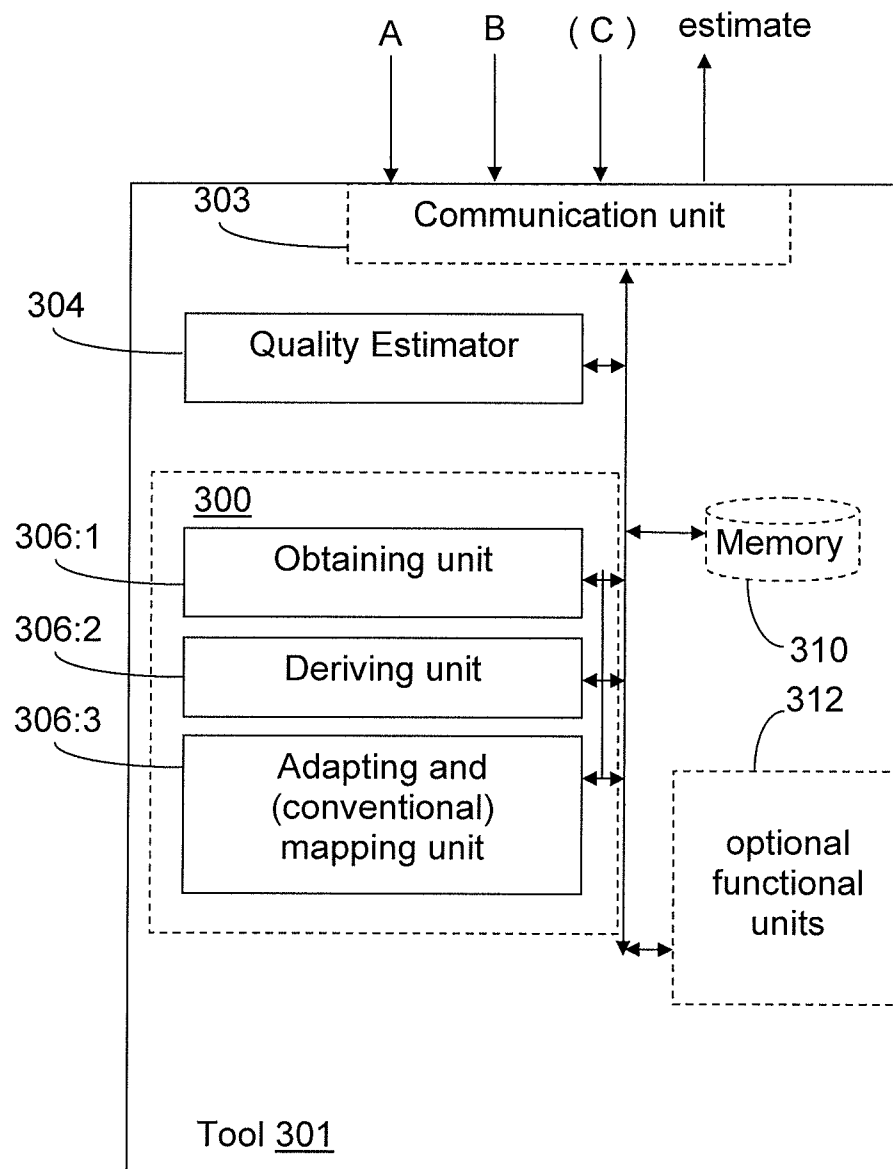 A B ( C ) estimate
303
Communication unit
304
Quality Estimator
300
306:1
Obtaining unit
Memory
306:2
Deriving unit
310
306:3
312
Adapting and
(conventional)
mapping unit
optional
functional
units
Tool 301